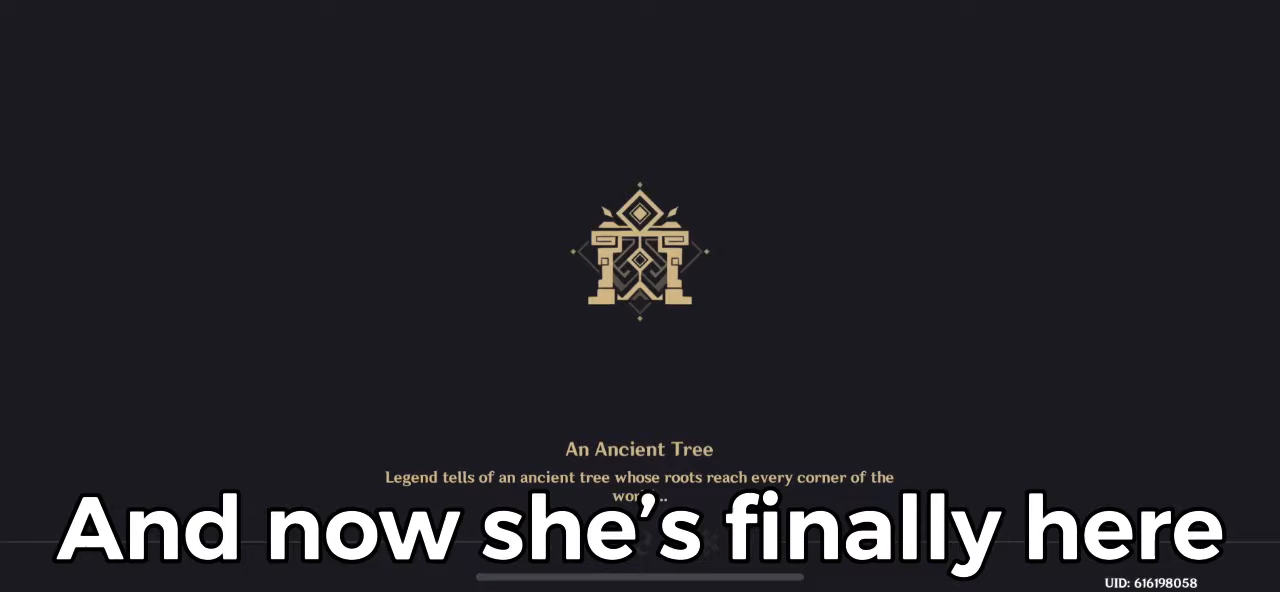 An Ancient Tree
Legend tells of an ancient tree whose roots reach every corner of the
And now she's finally here
UID: 616198058